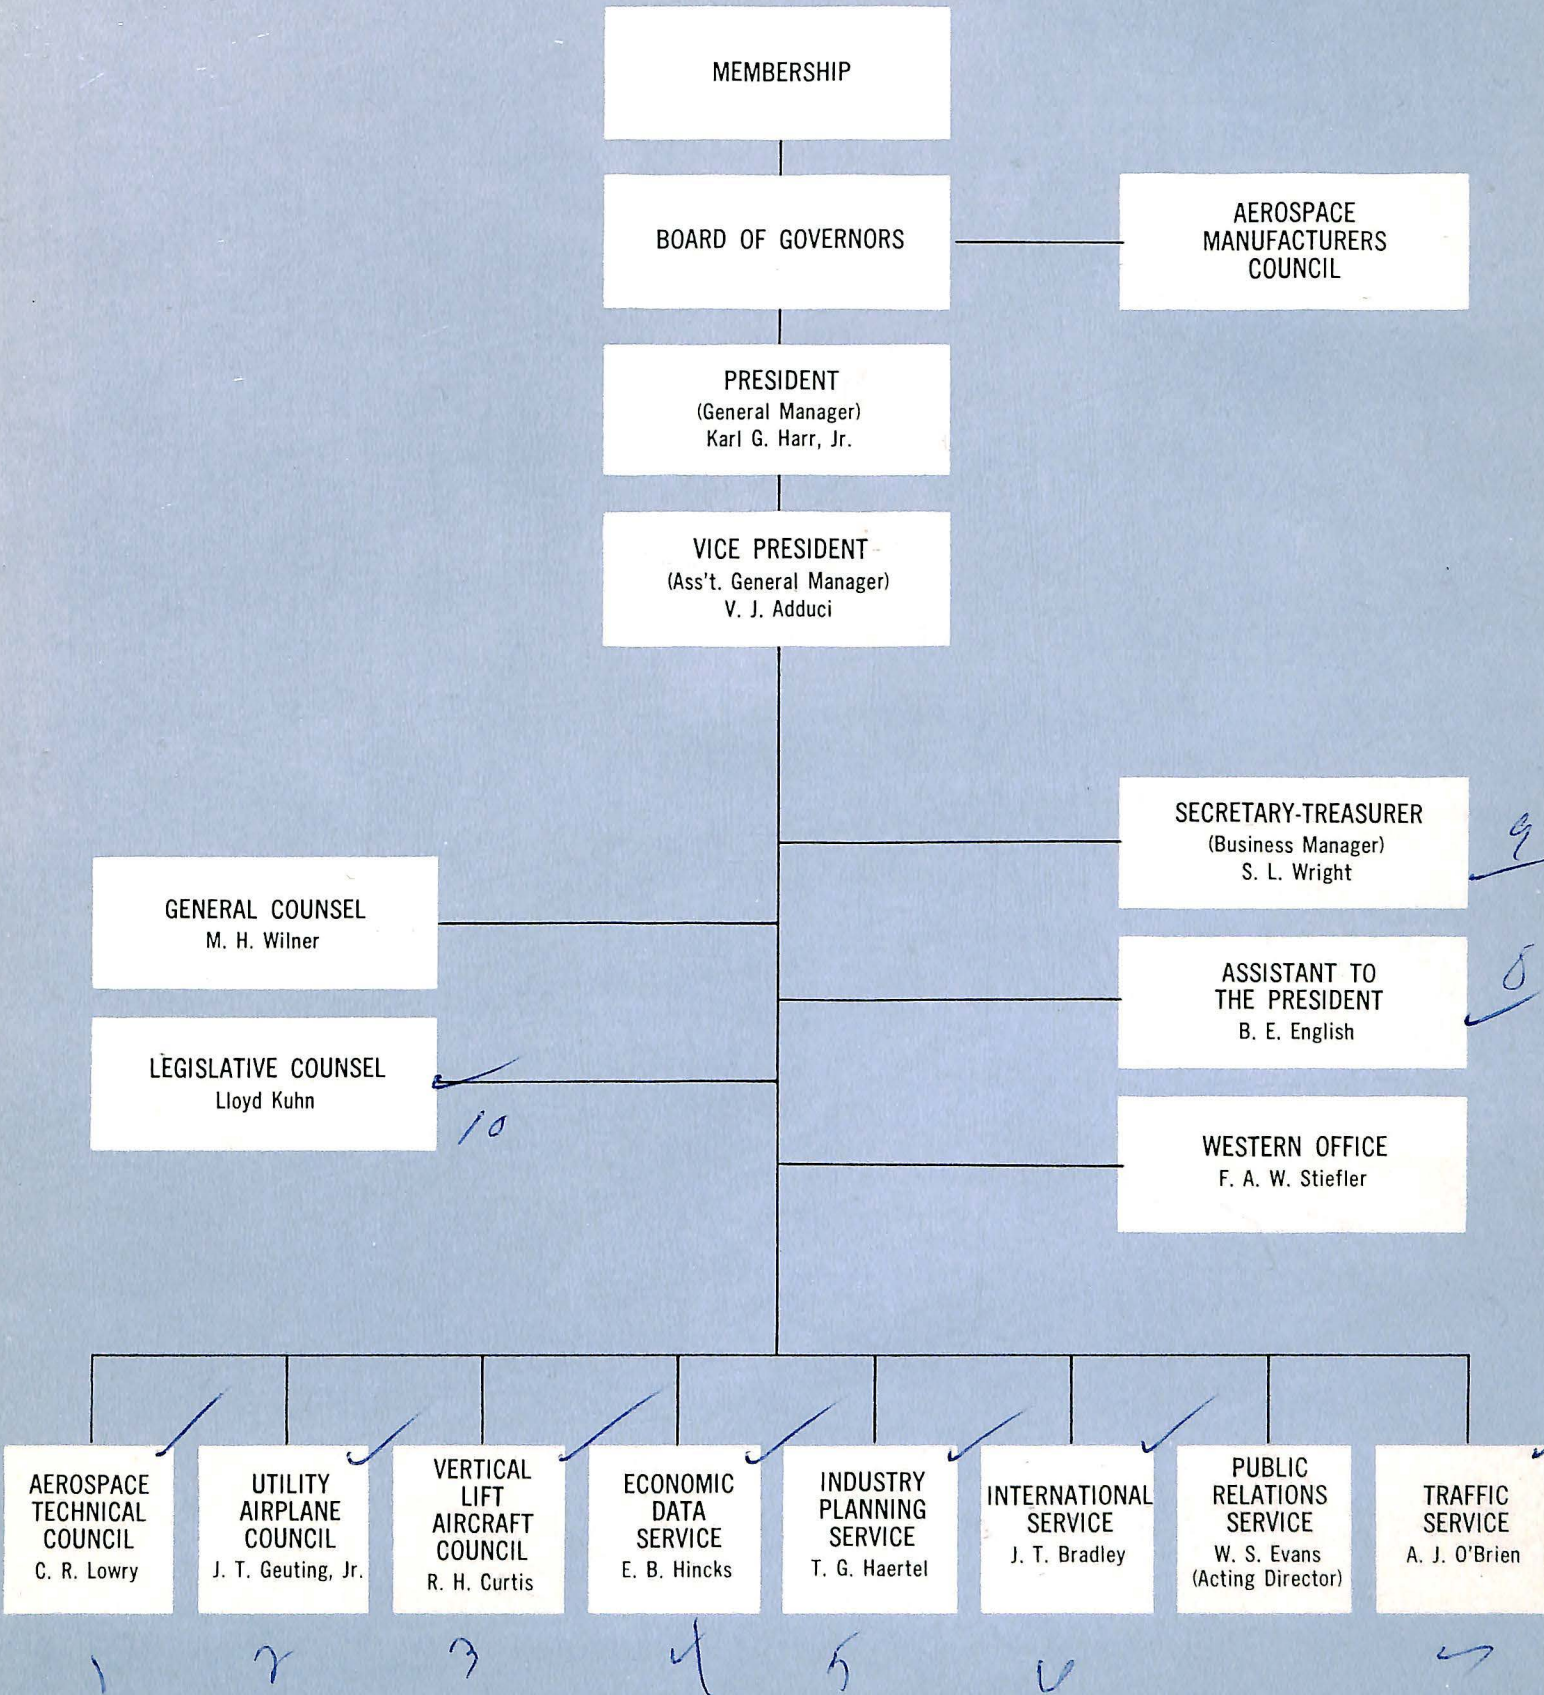 MEMBERSHIP
BOARD OF GOVERNORS
AEROSPACE
MANUFACTURERS
COUNCIL
PRESIDENT
(General Manager)
Karl G. Harr, Jr.
VICE PRESIDENT
(Ass't. General Manager)
V. J. Adduci
SECRETARY-TREASURER
(Business Manager)
S. L. Wright
9
GENERAL COUNSEL
M. H. Wilner
ASSISTANT TO
THE PRESIDENT
B. E. English
8
LEGISLATIVE COUNSEL
Lloyd Kuhn
10
WESTERN OFFICE
F. A. W. Stiefler
AEROSPACE
TECHNICAL
COUNCIL
C. R. Lowry
UTILITY
AIRPLANE
COUNCIL
J. T. Geuting, Jr.
VERTICAL
LIFT
AIRCRAFT
COUNCIL
R. H. Curtis
ECONOMIC
DATA
SERVICE
E. B. Hincks
INDUSTRY
PLANNING
SERVICE
T. G. Haertel
INTERNATIONAL
SERVICE
J. T. Bradley
PUBLIC
RELATIONS
SERVICE
W. S. Evans
(Acting Director)
TRAFFIC
SERVICE
A. J. O'Brien
1 2 3 4 5 6 7